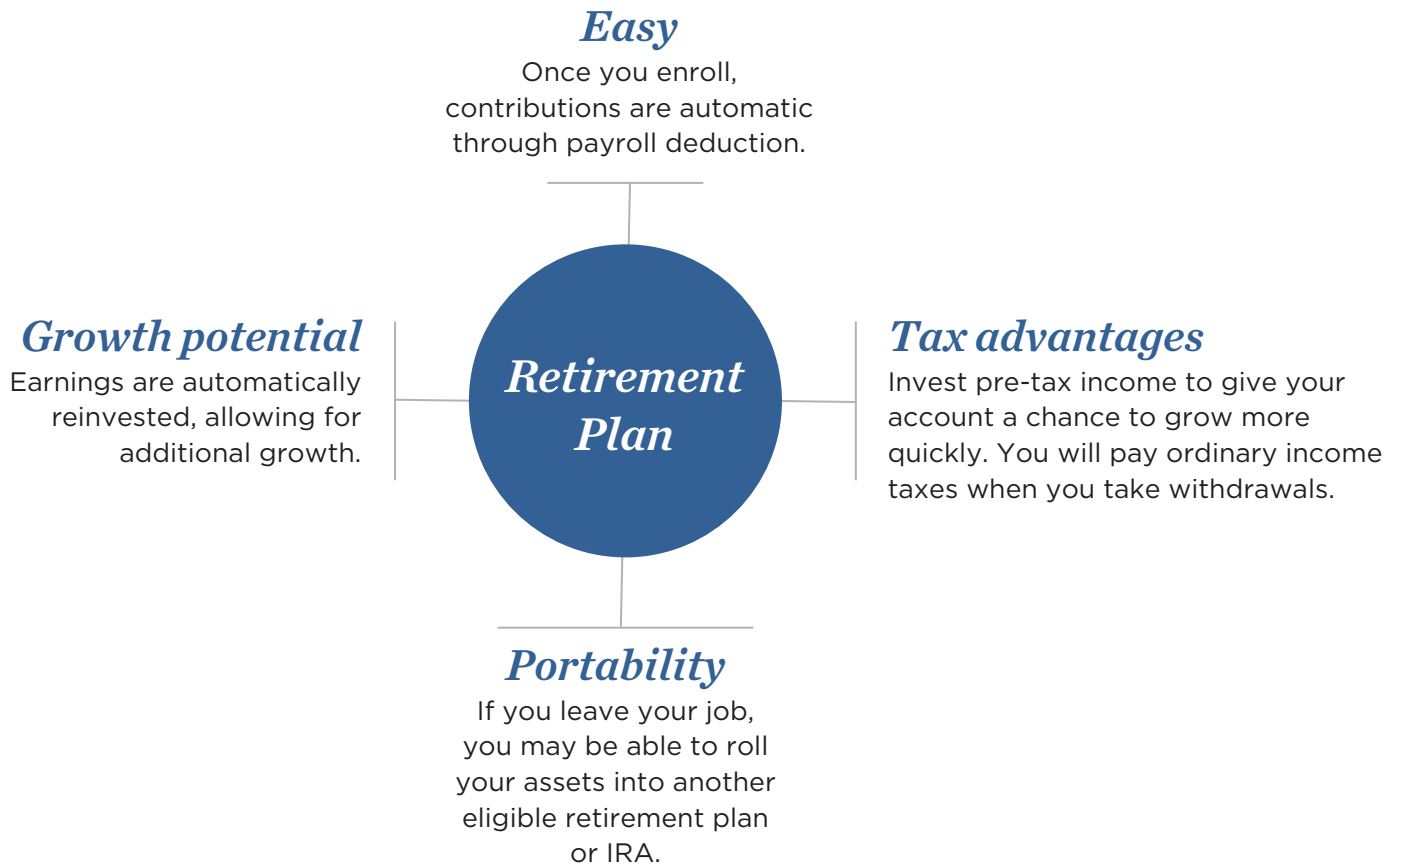 Easy
Once you enroll,
contributions are automatic
through payroll deduction.
Growth potential
Earnings are automatically
reinvested, allowing for
additional growth.
Retirement
Plan
Tax advantages
Invest pre-tax income to give your
account a chance to grow more
quickly. You will pay ordinary income
taxes when you take withdrawals.
Portability
If you leave your job,
you may be able to roll
your assets into another
eligible retirement plan
or IRA.